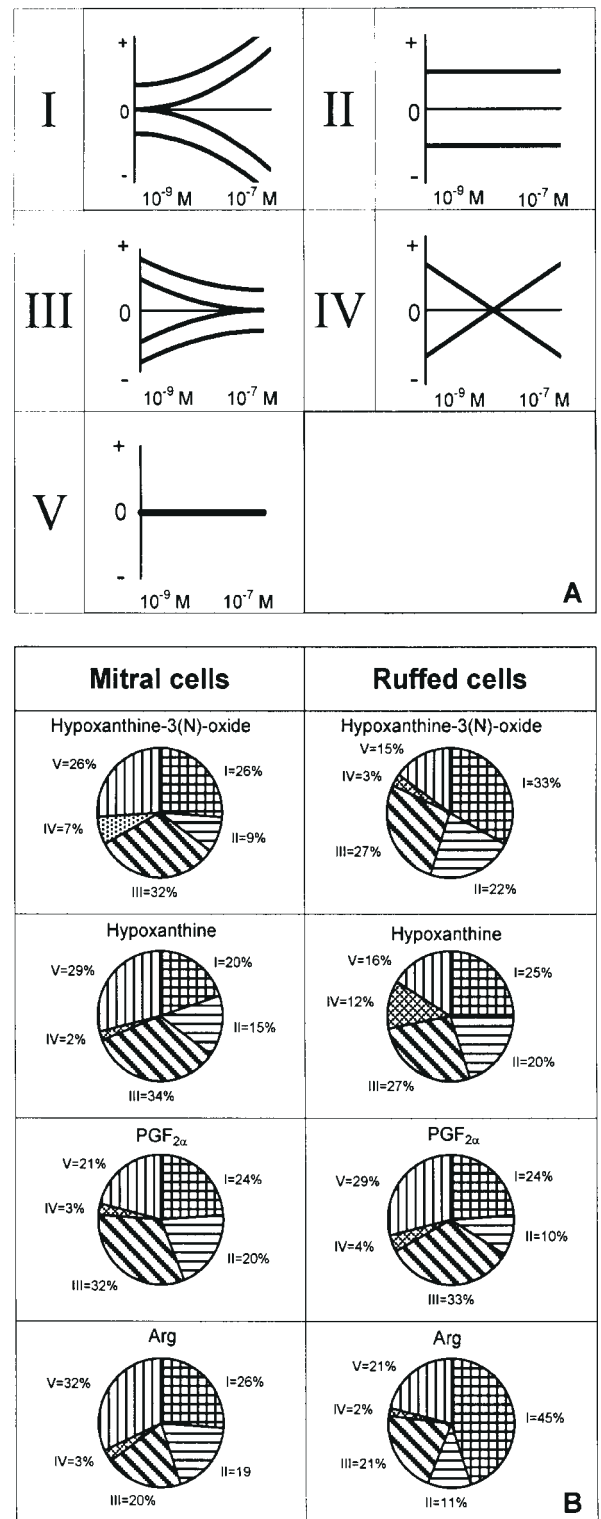 I
+
0
-
10⁻⁹ M 10⁻⁷ M
II
+
0
-
10⁻⁹ M 10⁻⁷ M
III
+
0
-
10⁻⁹ M 10⁻⁷ M
IV
+
0
-
10⁻⁹ M 10⁻⁷ M
V
+
0
-
10⁻⁹ M 10⁻⁷ M
A
Mitral cells
Ruffed cells
Hypoxanthine-3(N)-oxide
V=26%
I=26%
IV=7%
II=9%
III=32%
Hypoxanthine-3(N)-oxide
V=15%
IV=3%
I=33%
III=27%
II=22%
Hypoxanthine
V=29%
I=20%
IV=2%
II=15%
III=34%
Hypoxanthine
V=16%
I=25%
IV=12%
II=20%
III=27%
PGF₂α
V=21%
I=24%
IV=3%
II=20%
III=32%
PGF₂α
V=29%
I=24%
IV=4%
II=10%
III=33%
Arg
V=32%
I=26%
IV=3%
II=19
III=20%
Arg
V=21%
IV=2%
I=45%
III=21%
II=11%
B